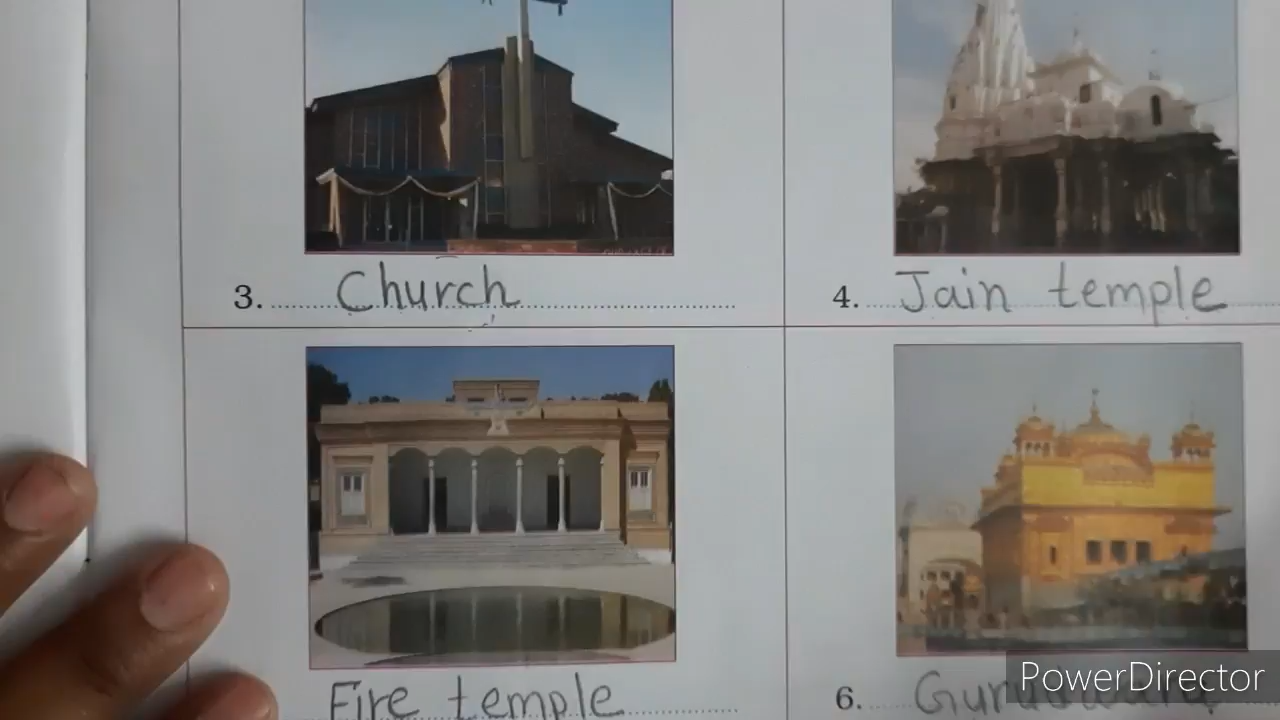 3. Church
4. Jain temple
Fire temple
6.
PowerDirector